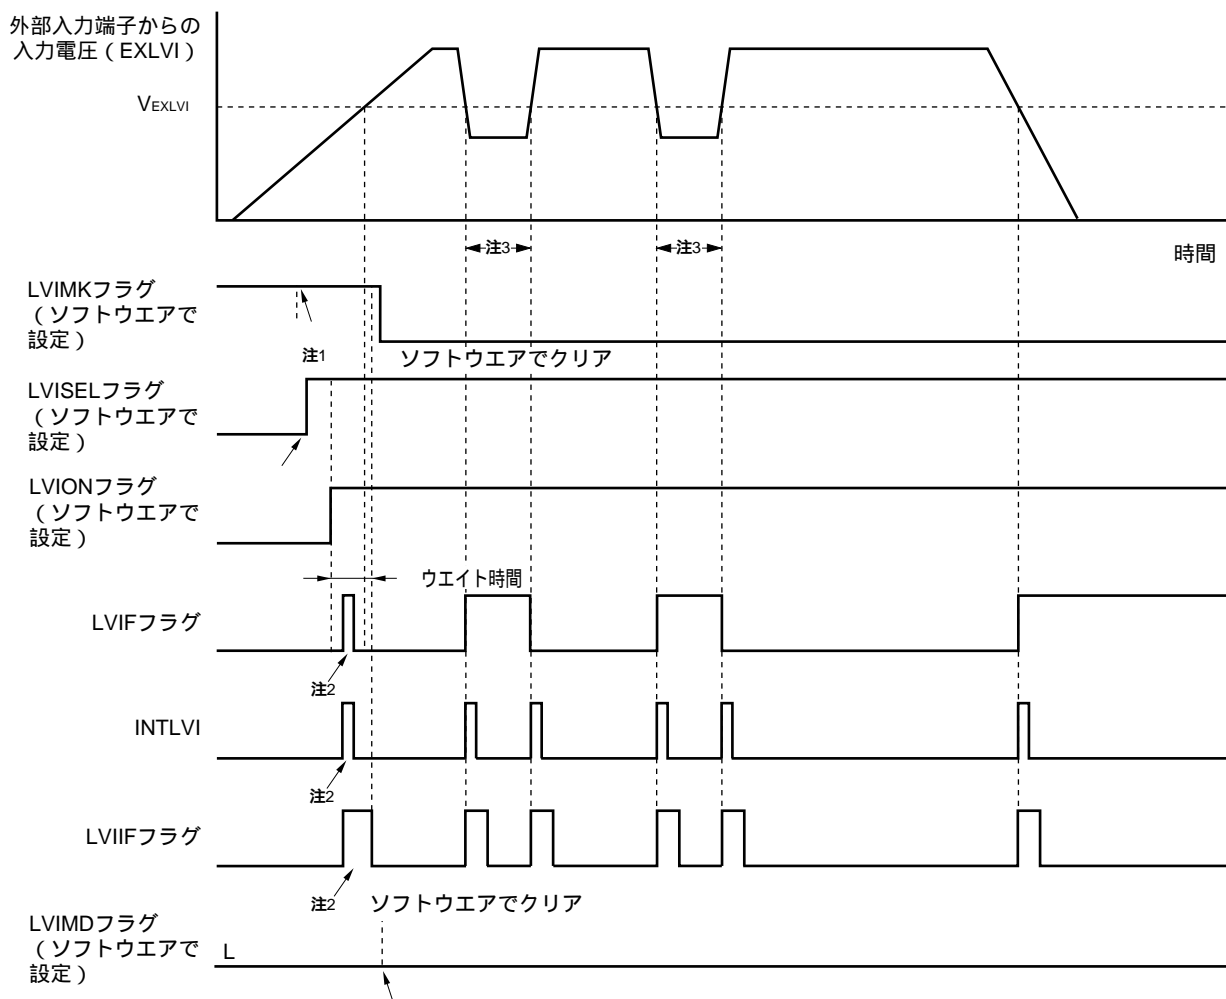 外部入力端子からの
入力電圧（EXLVI）
VEXLVI
注3
注3
時間
LVIMKフラグ
（ソフトウエアで
設定）
注1
ソフトウエアでクリア
LVISELフラグ
（ソフトウエアで
設定）
LVIONフラグ
（ソフトウエアで
設定）
ウエイト時間
LVIFフラグ
注2
INTLVI
注2
LVIIFフラグ
注2
ソフトウエアでクリア
LVIMDフラグ
（ソフトウエアで
設定）
L